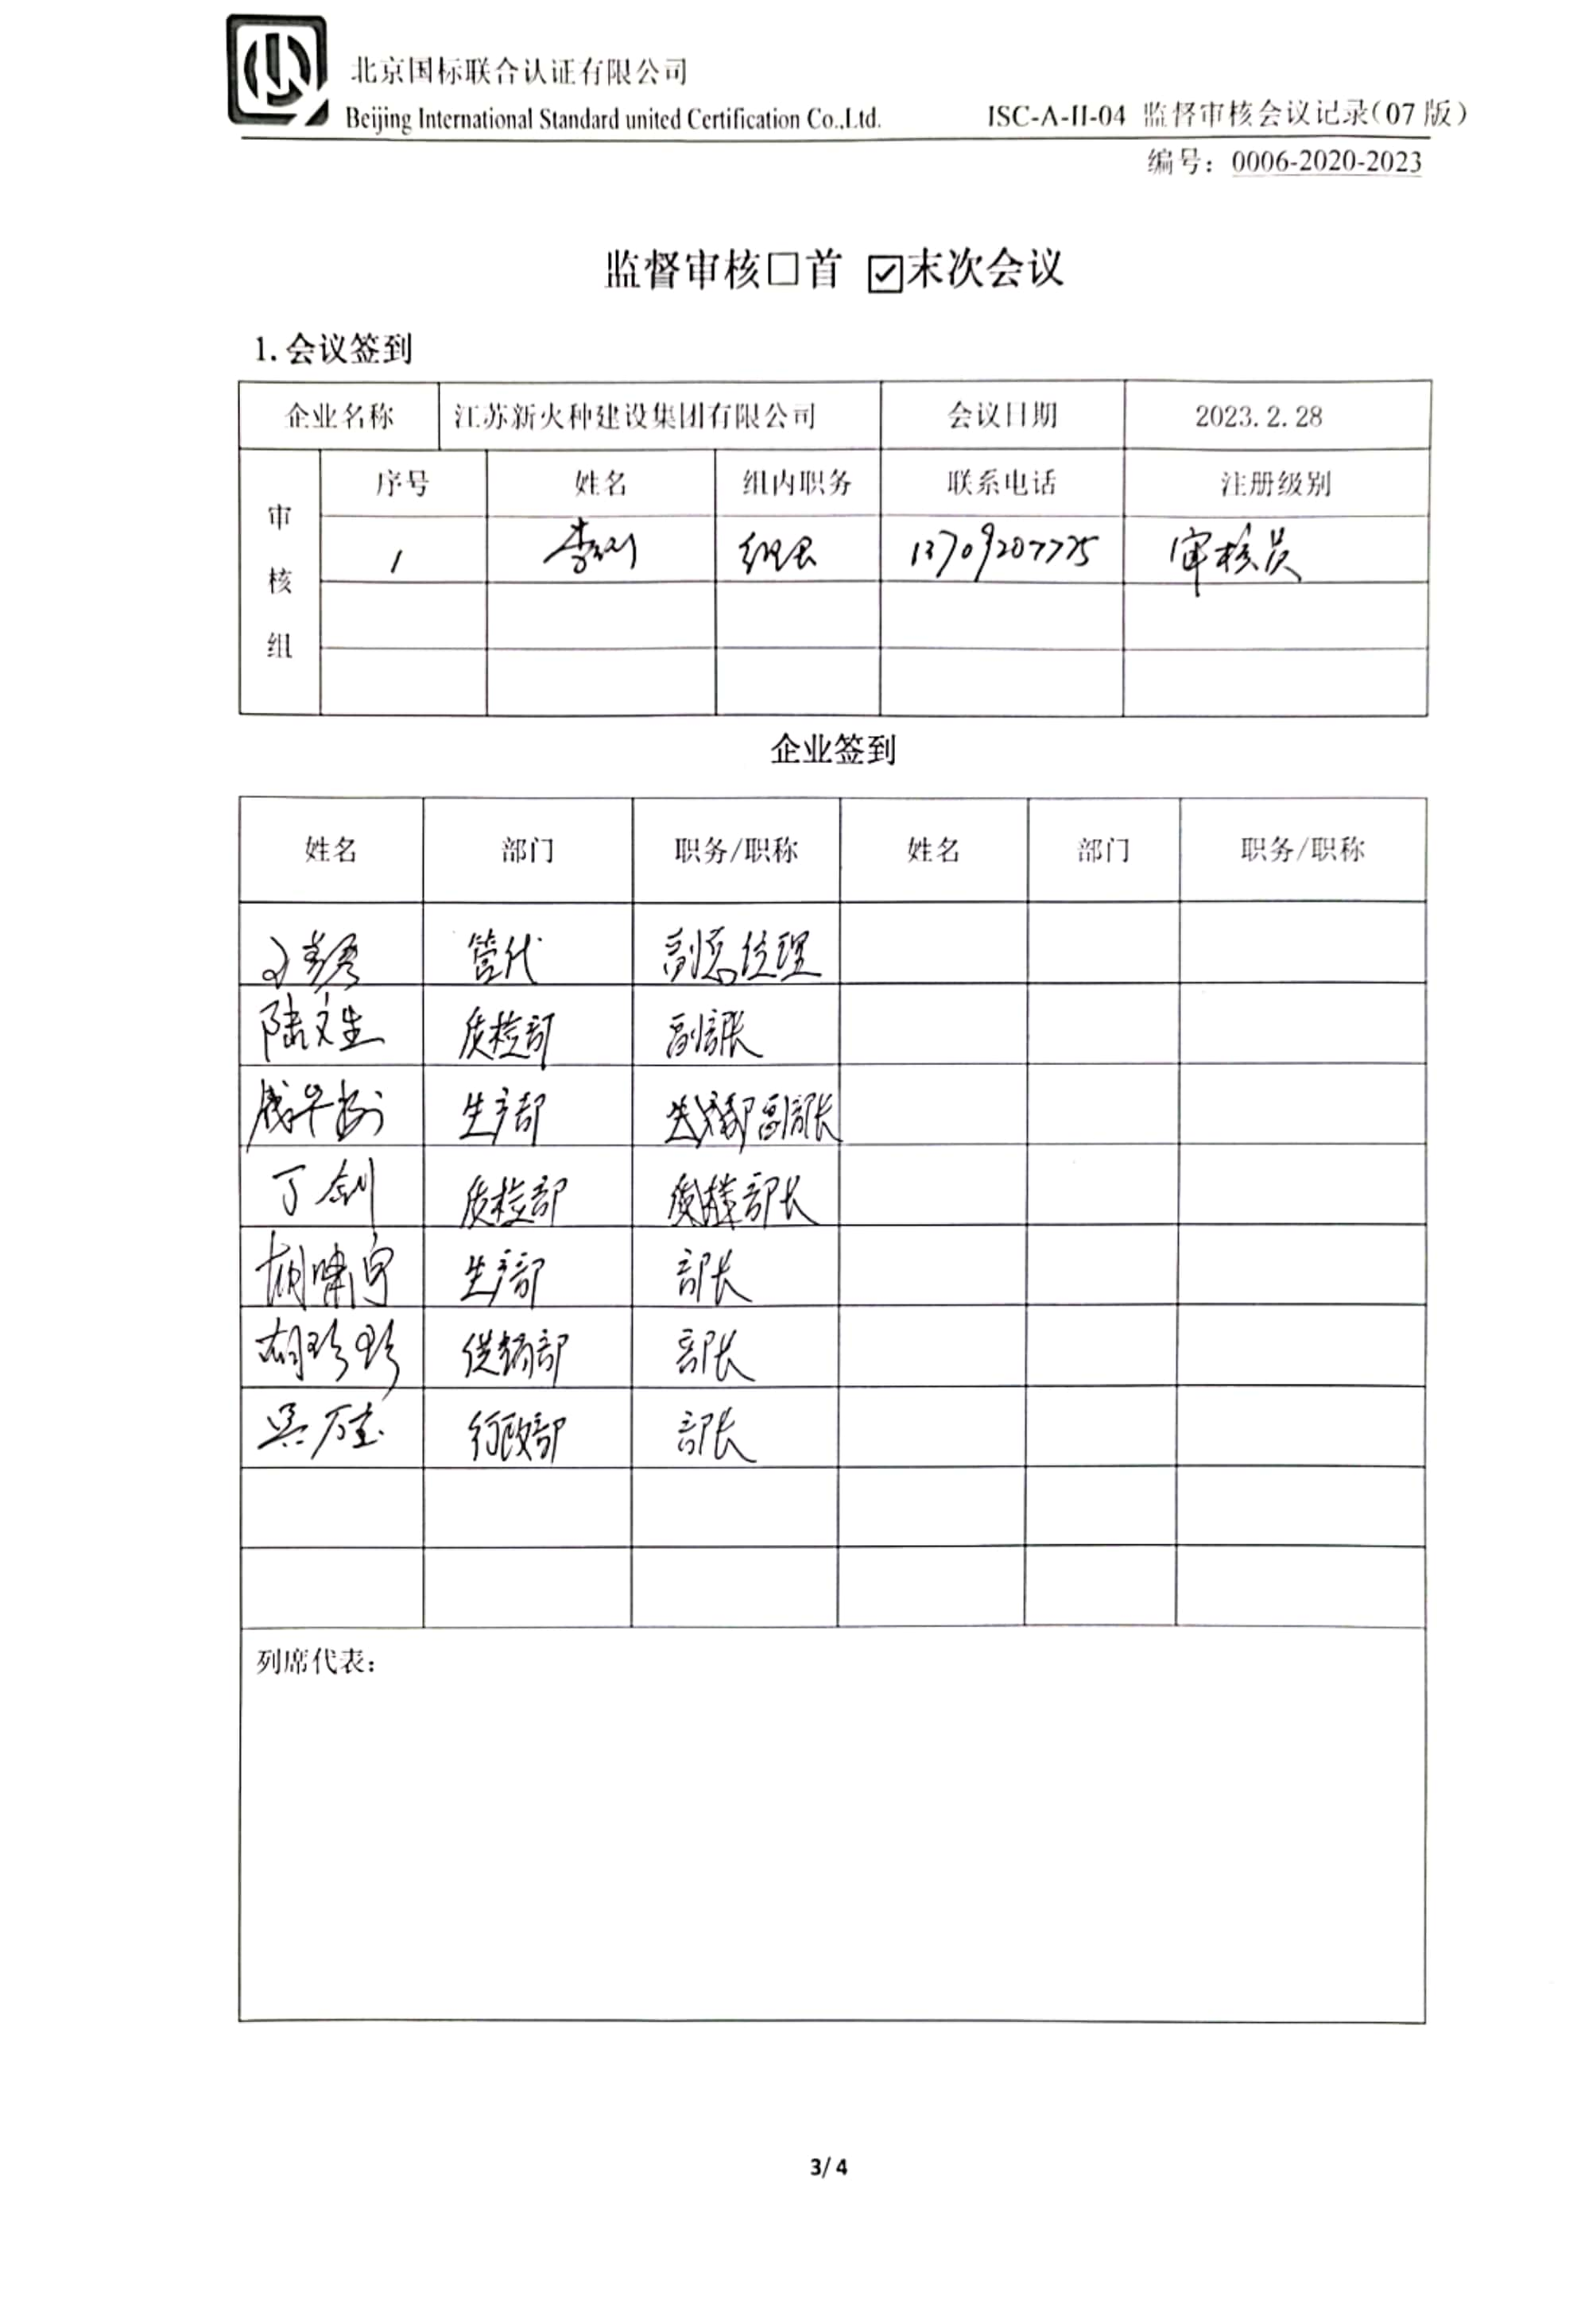 北京国标联合认证有限公司
Beijing International Standard united Certification Co.,Ltd.
ISC-A-II-04 监督审核会议记录(07版)
编号：0006-2020-2023
监督审核□首 ☑末次会议
1.会议签到
企业名称 江苏新火种建设集团有限公司 会议日期 2023.2.28
审核组
序号 姓名 组内职务 联系电话 注册级别
1 组长 13709207775 审核员
企业签到
姓名 部门 职务/职称 姓名 部门 职务/职称
管代 副总经理
陆文生 质检部 副部长
生产部 副部长
丁剑 质检部 部长
胡啸宇 生产部 部长
胡珍珍 供销部 部长
吴万 行政部 部长
列席代表：
3/4